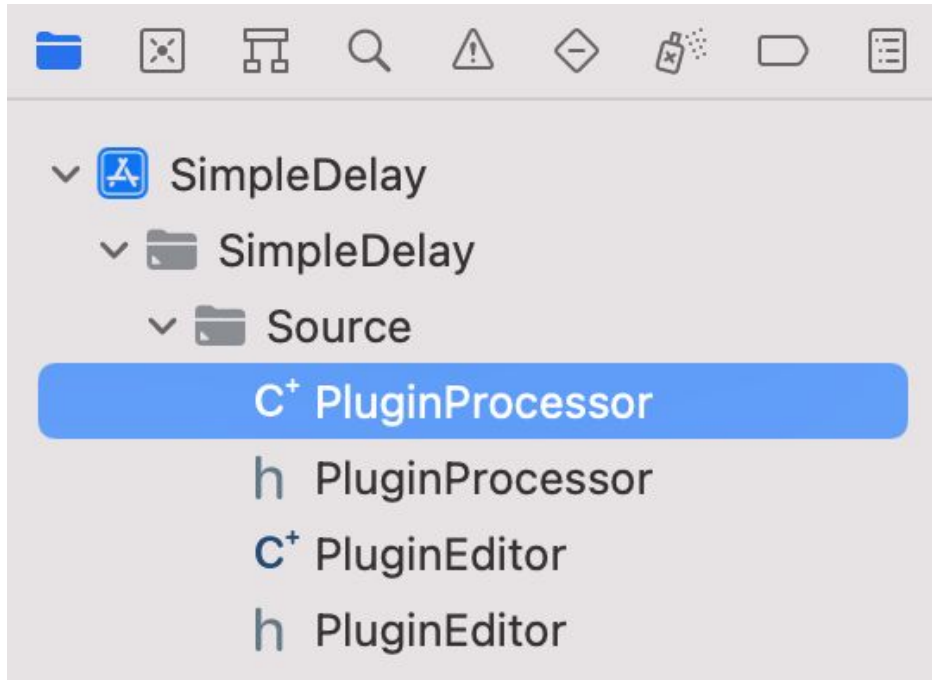 SimpleDelay
SimpleDelay
Source
C+ PluginProcessor
h PluginProcessor
C+ PluginEditor
h PluginEditor